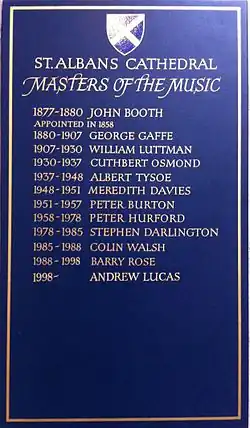 ST. ALBANS CATHEDRAL
MASTERS OF THE MUSIC
1877-1880 JOHN BOOTH
APPOINTED IN 1858
1880-1907 GEORGE GAFFE
1907-1930 WILLIAM LUTTMAN
1930-1937 CUTHBERT OSMOND
1937-1948 ALBERT TYSOE
1948-1951 MEREDITH DAVIES
1951-1957 PETER BURTON
1958-1978 PETER HURFORD
1978-1985 STEPHEN DARLINGTON
1985-1988 COLIN WALSH
1988-1998 BARRY ROSE
1998- ANDREW LUCAS